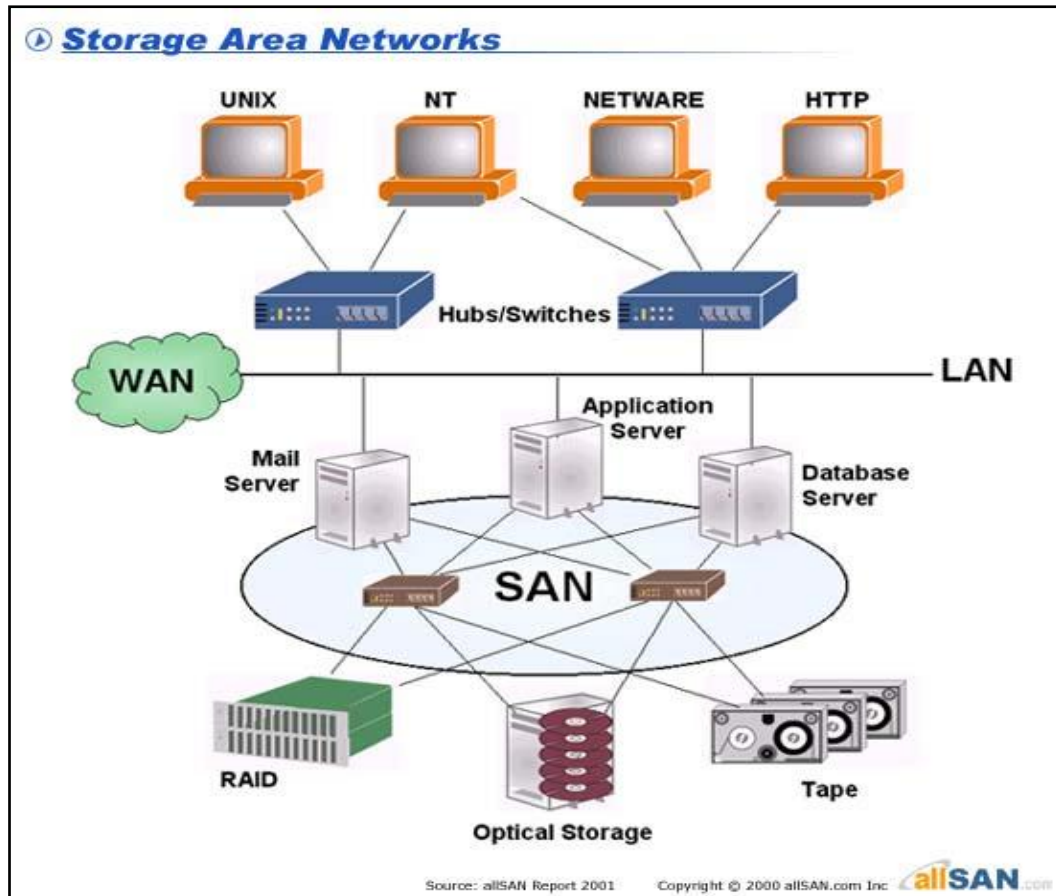 Storage Area Networks
UNIX NT NETWARE HTTP
Hubs/Switches
WAN
LAN
Application
Server
Mail
Server
Database
Server
SAN
RAID
Tape
Optical Storage
Source: allSAN Report 2001 Copyright © 2000 allSAN.com Inc allSAN.com